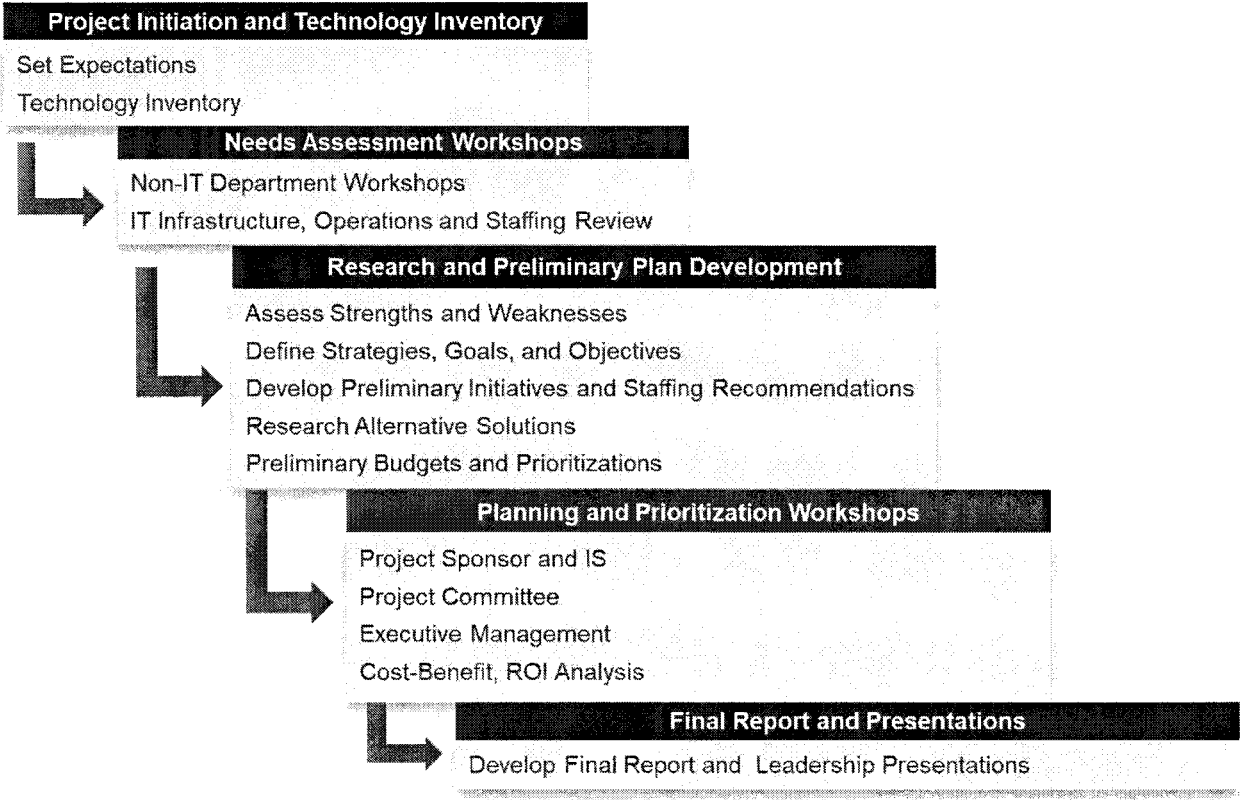 Project Initiation and Technology Inventory
Set Expectations
Technology Inventory
Needs Assessment Workshops
Non-IT Department Workshops
IT Infrastructure, Operations and Staffing Review
Research and Preliminary Plan Development
Assess Strengths and Weaknesses
Define Strategies, Goals, and Objectives
Develop Preliminary Initiatives and Staffing Recommendations
Research Alternative Solutions
Preliminary Budgets and Prioritizations
Planning and Prioritization Workshops
Project Sponsor and IS
Project Committee
Executive Management
Cost-Benefit, ROI Analysis
Final Report and Presentations
Develop Final Report and Leadership Presentations